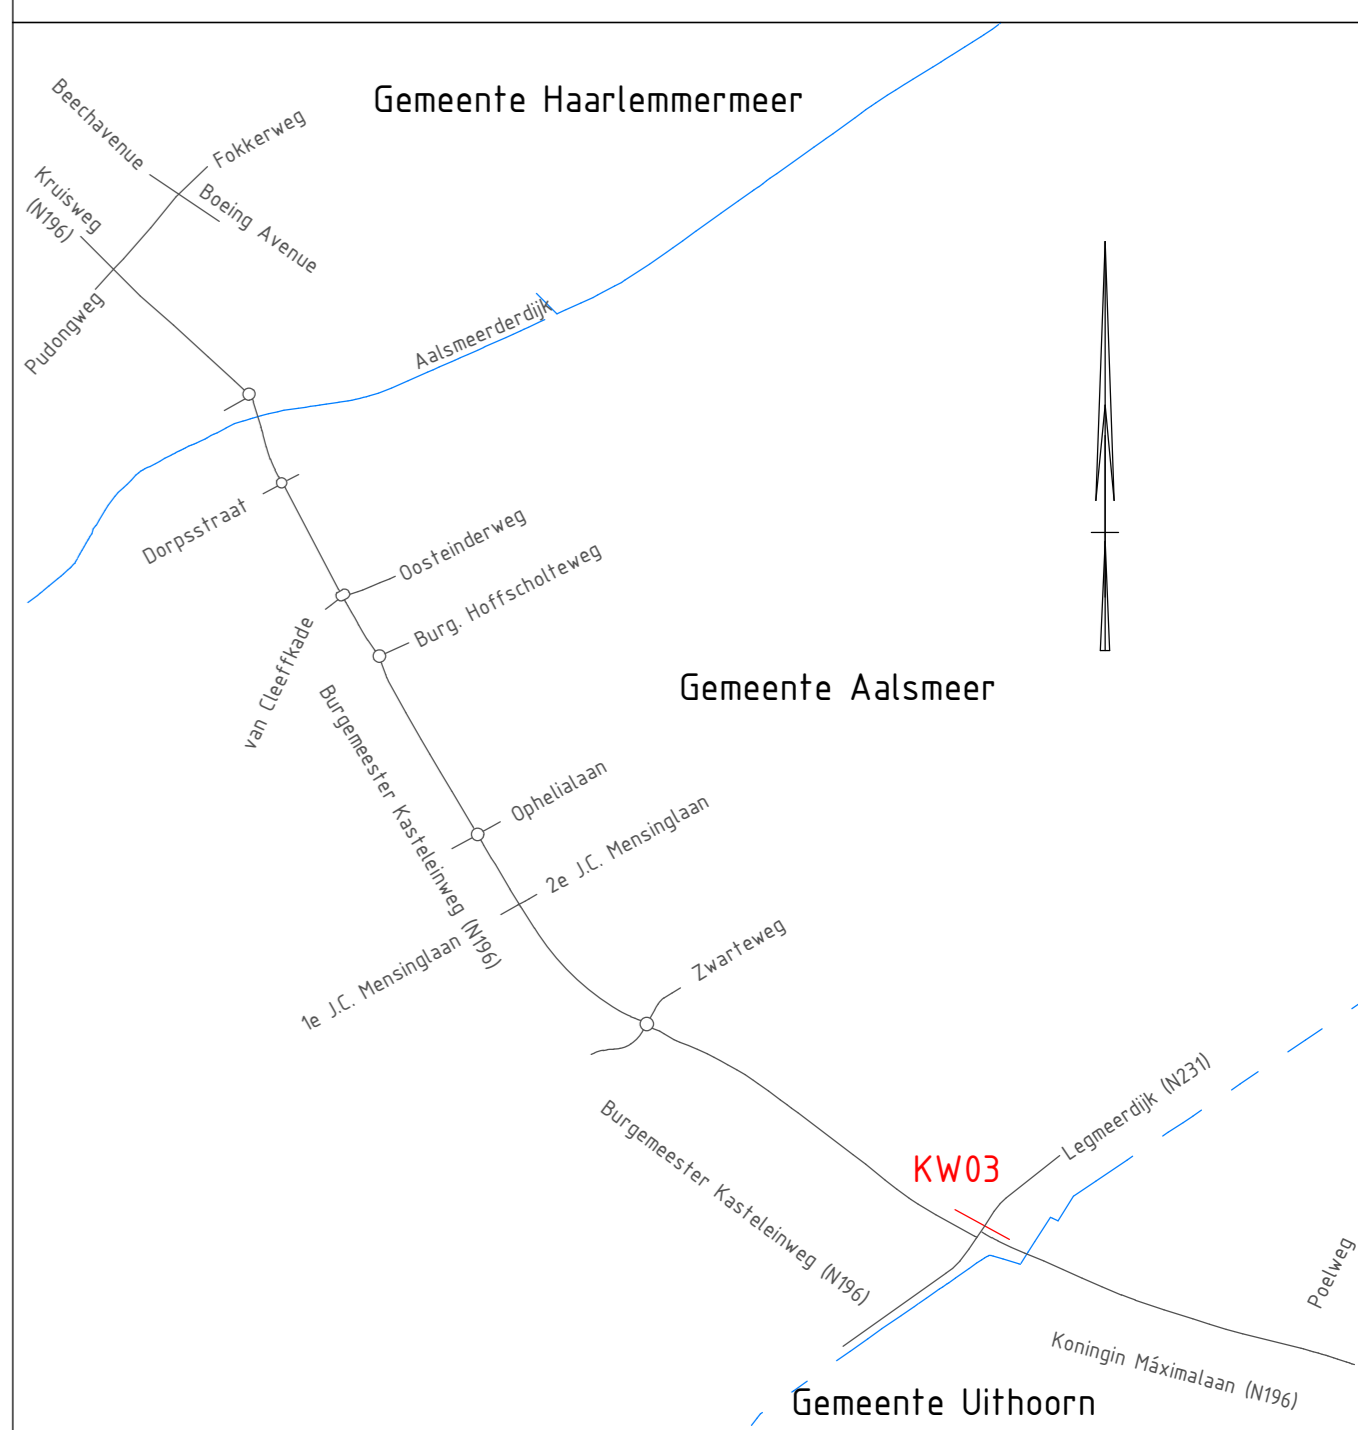 Gemeente Haarlemmermeer
Beechavenue
Fokkerweg
Kruisweg
(N196)
Boeing Avenue
Pudongweg
Aalsmeerderdijk
Dorpsstraat
Oosteinderweg
Burg. Hoffscholteweg
van Cleeffkade
Gemeente Aalsmeer
Burgemeester Kasteleinweg (N196)
Ophelialaan
2e J.C. Mensinglaan
1e J.C. Mensinglaan
Zwarteweg
Legmeerdijk (N231)
Burgemeester Kasteleinweg (N196)
KW03
Poelweg
Koningin Máximalaan (N196)
Gemeente Uithoorn